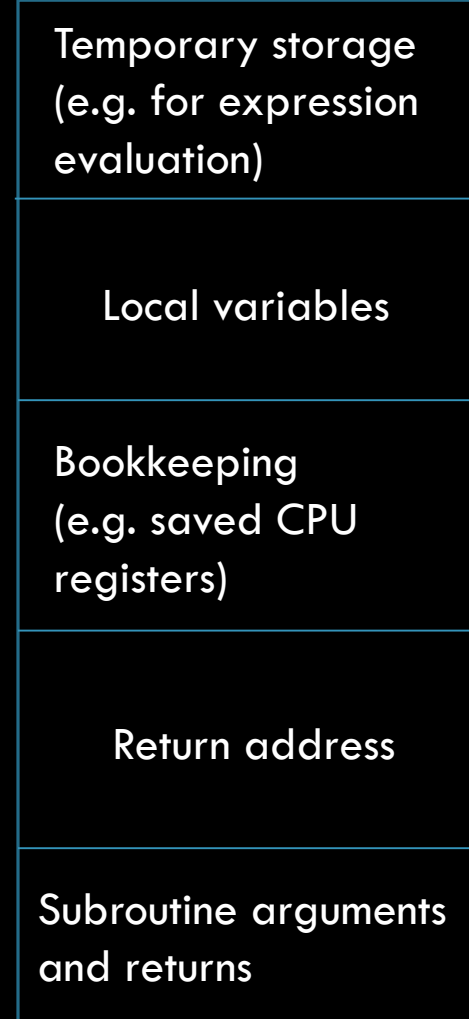 Temporary storage
(e.g. for expression
evaluation)
Local variables
Bookkeeping
(e.g. saved CPU
registers)
Return address
Subroutine arguments
and returns